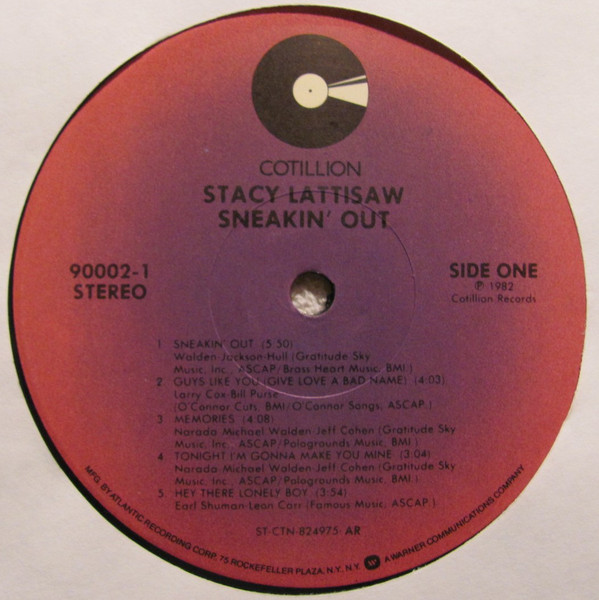 COTILLION
STACY LATTISAW
SNEAKIN' OUT
90002-1
STEREO
SIDE ONE
℗ 1982
Cotillian Records
1 SNEAKIN' OUT (5:50)
Walden-Jackson-Hull (Gratitude Sky
Music, Inc., ASCAP/Brass Heart Music, BMI)
2 GUYS LIKE YOU (GIVE LOVE A BAD NAME) (4:03)
Larry Cox-Bill Purse
(O'Connor Cuts, BMI/O'Connor Songs, ASCAP)
3 MEMORIES (4:08)
Narada Michael Walden-Jeff Cohen (Gratitude Sky
Music, Inc., ASCAP/Pologrounds Music, BMI)
4 TONIGHT I'M GONNA MAKE YOU MINE (3:04)
Narada Michael Walden-Jeff Cohen (Gratitude Sky
Music, Inc., ASCAP/Pologrounds Music, BMI)
5. HEY THERE LONELY BOY (3:54)
Earl Shuman-Leon Carr (Famous Music, ASCAP)
ST-CTN-824975 AR
MFG. BY ATLANTIC RECORDING CORP. 75 ROCKEFELLER PLAZA, N.Y., N.Y. A WARNER COMMUNICATIONS COMPANY